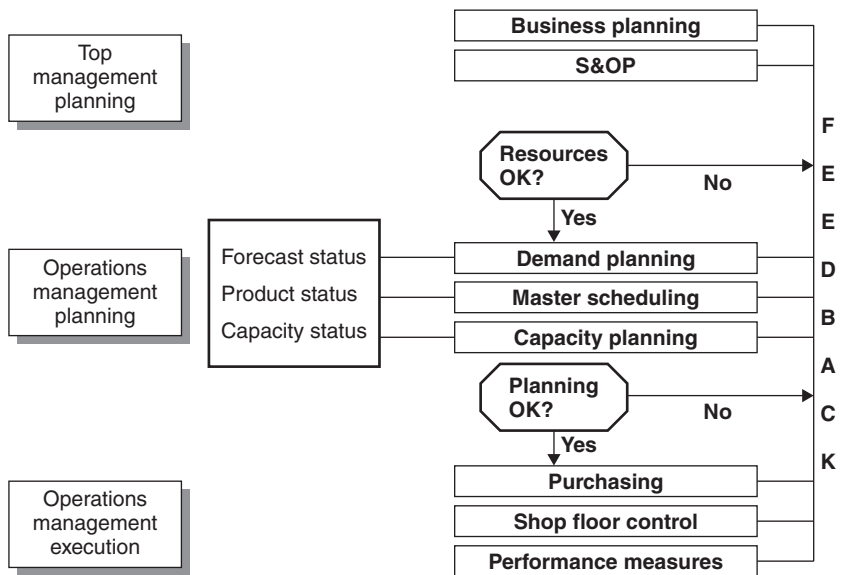 Top
management
planning
Business planning
S&OP
Resources
OK?
No
Yes
Operations
management
planning
Forecast status
Product status
Capacity status
Demand planning
Master scheduling
Capacity planning
Planning
OK?
No
Yes
Operations
management
execution
Purchasing
Shop floor control
Performance measures
F
E
E
D
B
A
C
K